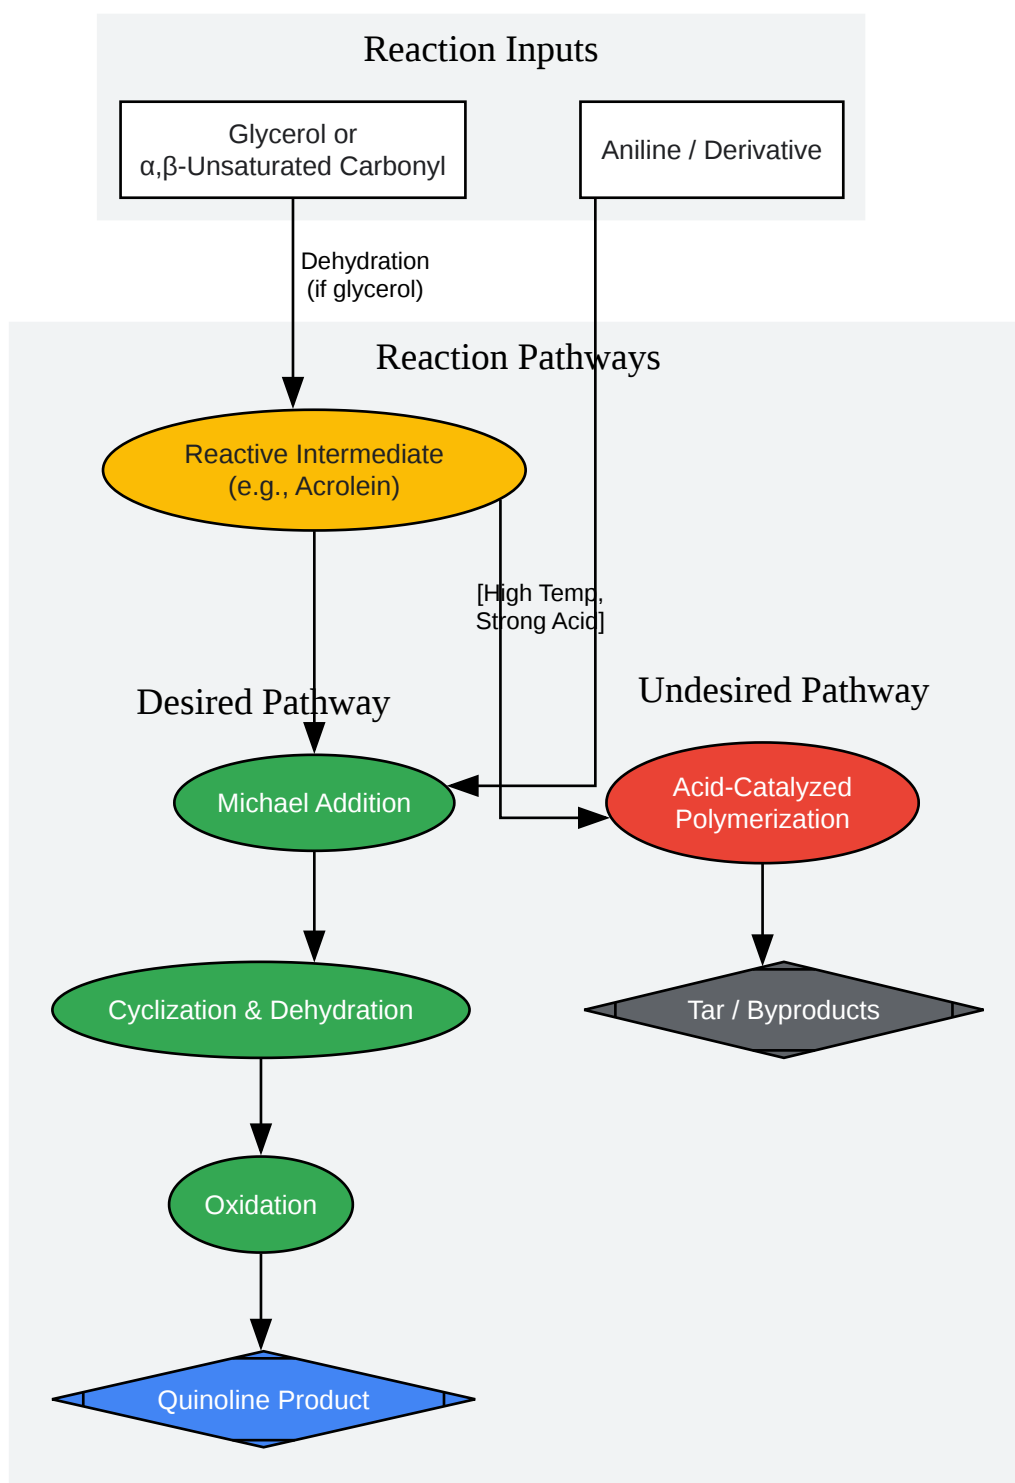 Reaction Inputs
Glycerol or
α,β-Unsaturated Carbonyl
Aniline / Derivative
Dehydration
(if glycerol)
Reaction Pathways
Reactive Intermediate
(e.g., Acrolein)
[High Temp,
Strong Acid]
Desired Pathway
Undesired Pathway
Michael Addition
Acid-Catalyzed
Polymerization
Cyclization & Dehydration
Tar / Byproducts
Oxidation
Quinoline Product